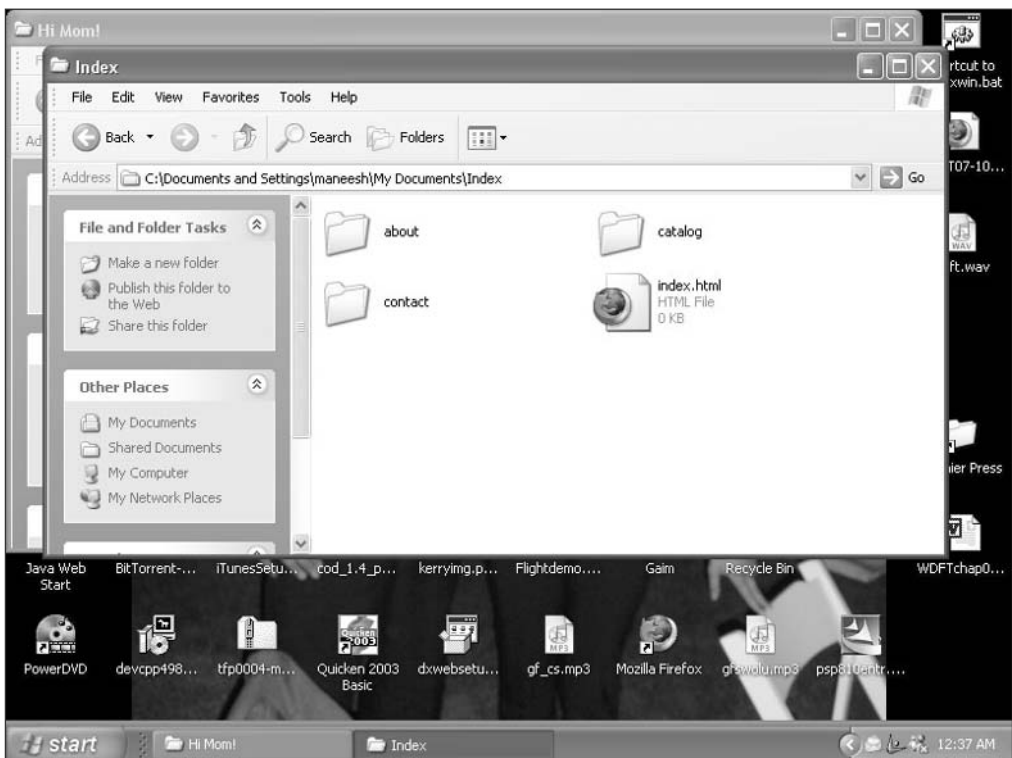 Hi Mom!
Index
File Edit View Favorites Tools Help
Back Search Folders
Address C:\Documents and Settings\maneesh\My Documents\Index Go
File and Folder Tasks
Make a new folder
Publish this folder to
the Web
Share this folder
Other Places
My Documents
Shared Documents
My Computer
My Network Places
about
catalog
contact
index.html
HTML File
0 KB
rtcut to
xwin.bat
T07-10...
WAV
ft.wav
ier Press
Java Web
Start
BitTorrent-...
iTunesSetu...
cod_1.4_p...
kerryimg.p...
Flightdemo....
Gaim
Recycle Bin
WDFTchap0...
PowerDVD
devcpp498...
tfp0004-m...
Quicken
2003
Quicken 2003
Basic
dxwebsetu...
MP3
gf_cs.mp3
Mozilla Firefox
MP3
start
Hi Mom!
Index
12:37 AM